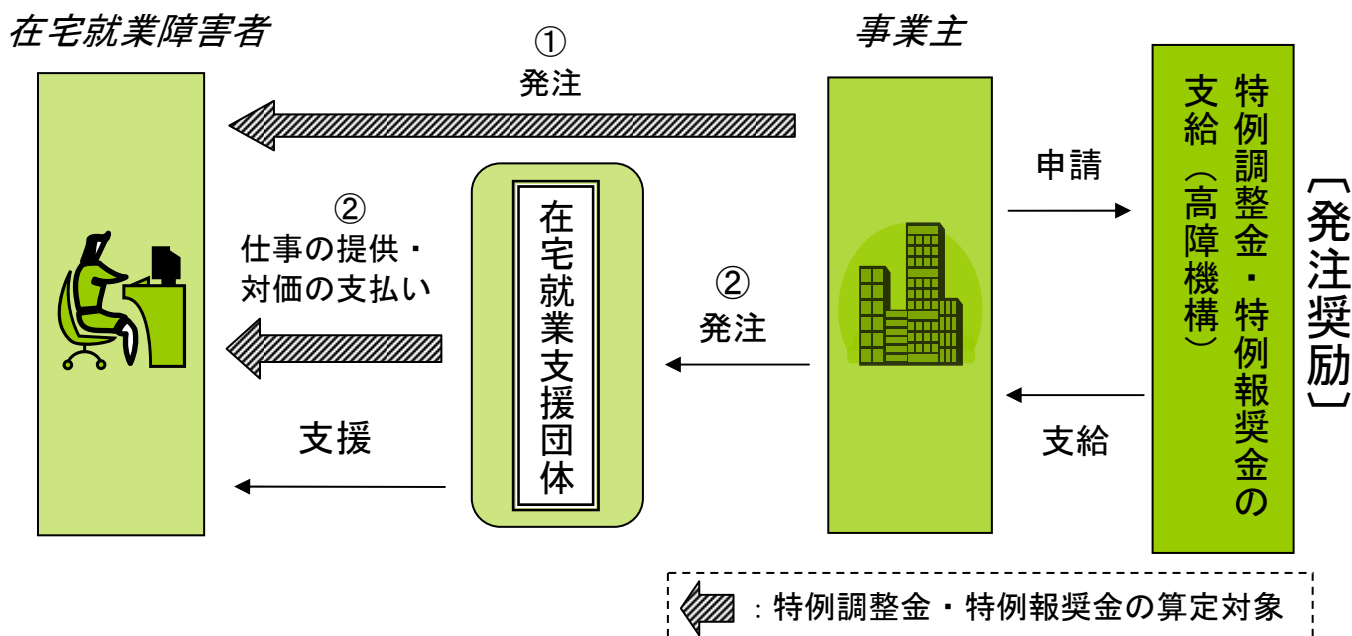 在宅就業障害者
事業主
①
発注
②
仕事の提供・
対価の支払い
支援
在宅就業支援団体
②
発注
申請
支給
特例調整金・特例報奨金の
支給（高障機構）
〔発注奨励〕
：特例調整金・特例報奨金の算定対象